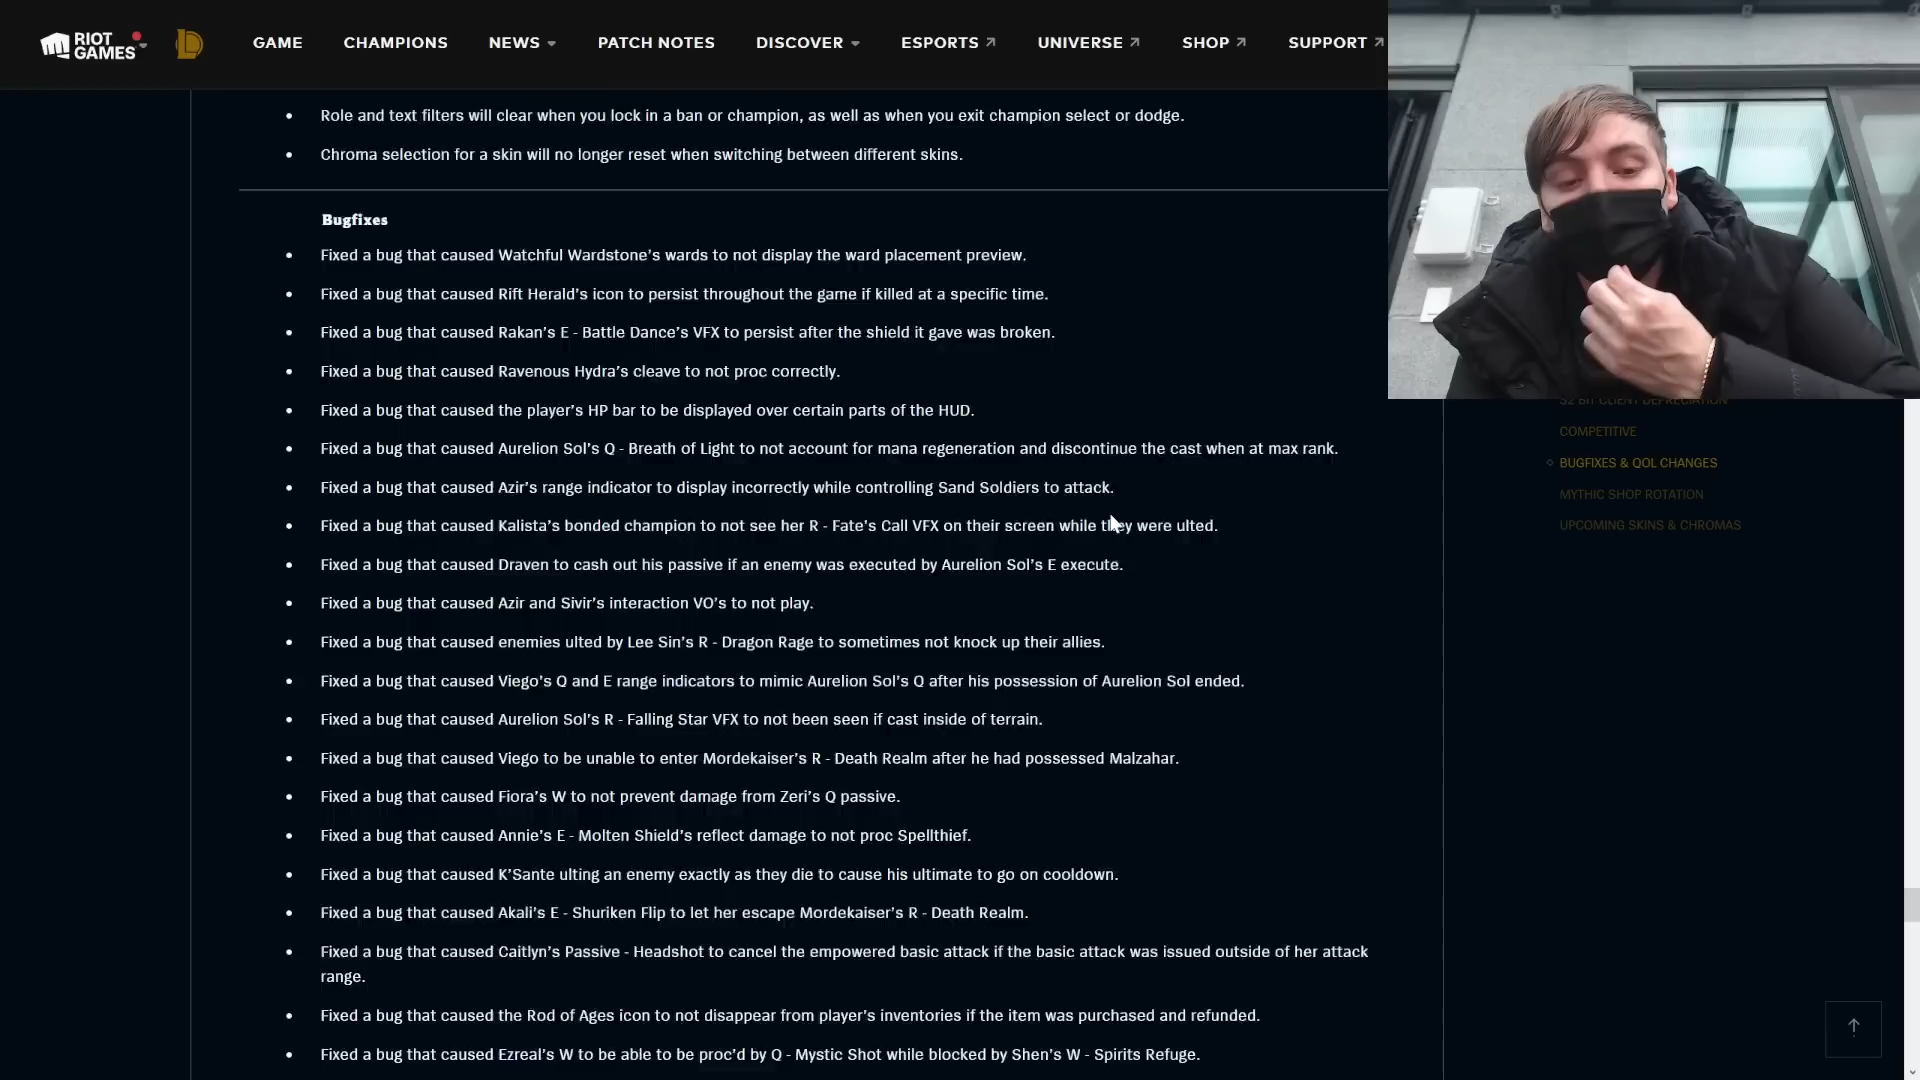 RIOT GAMES
GAME
CHAMPIONS
NEWS
PATCH NOTES
DISCOVER
ESPORTS
UNIVERSE
SHOP
SUPPORT
Role and text filters will clear when you lock in a ban or champion, as well as when you exit champion select or dodge.
Chroma selection for a skin will no longer reset when switching between different skins.
Bugfixes
Fixed a bug that caused Watchful Wardstone's wards to not display the ward placement preview.
Fixed a bug that caused Rift Herald's icon to persist throughout the game if killed at a specific time.
Fixed a bug that caused Rakan's E - Battle Dance's VFX to persist after the shield it gave was broken.
Fixed a bug that caused Ravenous Hydra's cleave to not proc correctly.
Fixed a bug that caused the player's HP bar to be displayed over certain parts of the HUD.
Fixed a bug that caused Aurelion Sol's Q - Breath of Light to not account for mana regeneration and discontinue the cast when at max rank.
Fixed a bug that caused Azir's range indicator to display incorrectly while controlling Sand Soldiers to attack.
Fixed a bug that caused Kalista's bonded champion to not see her R - Fate's Call VFX on their screen while they were ulted.
Fixed a bug that caused Draven to cash out his passive if an enemy was executed by Aurelion Sol's E execute.
Fixed a bug that caused Azir and Sivir's interaction VO's to not play.
Fixed a bug that caused enemies ulted by Lee Sin's R - Dragon Rage to sometimes not knock up their allies.
Fixed a bug that caused Viego's Q and E range indicators to mimic Aurelion Sol's Q after his possession of Aurelion Sol ended.
Fixed a bug that caused Aurelion Sol's R - Falling Star VFX to not been seen if cast inside of terrain.
Fixed a bug that caused Viego to be unable to enter Mordekaiser's R - Death Realm after he had possessed Malzahar.
Fixed a bug that caused Fiora's W to not prevent damage from Zeri's Q passive.
Fixed a bug that caused Annie's E - Molten Shield's reflect damage to not proc Spellthief.
Fixed a bug that caused K'Sante ulting an enemy exactly as they die to cause his ultimate to go on cooldown.
Fixed a bug that caused Akali's E - Shuriken Flip to let her escape Mordekaiser's R - Death Realm.
Fixed a bug that caused Caitlyn's Passive - Headshot to cancel the empowered basic attack if the basic attack was issued outside of her attack
range.
Fixed a bug that caused the Rod of Ages icon to not disappear from player's inventories if the item was purchased and refunded.
Fixed a bug that caused Ezreal's W to be able to be proc'd by Q - Mystic Shot while blocked by Shen's W - Spirits Refuge.
32 BIT CLIENT DEPRECIATION
COMPETITIVE
BUGFIXES & QOL CHANGES
MYTHIC SHOP ROTATION
UPCOMING SKINS & CHROMAS